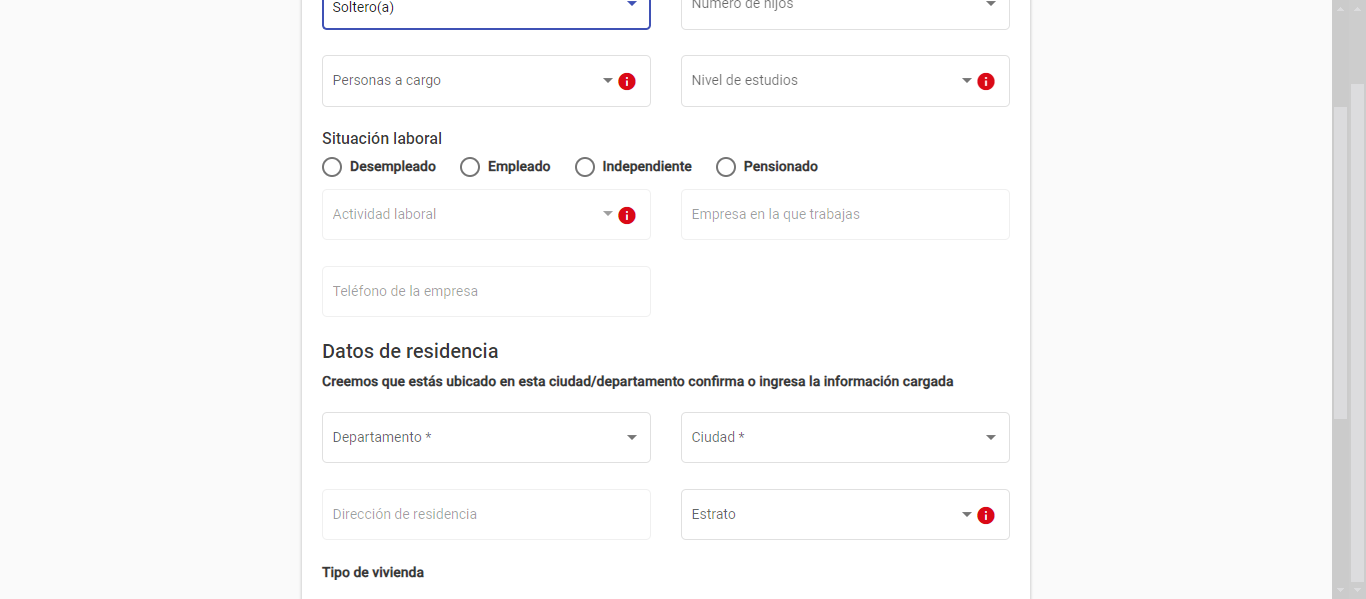 Soltero(a) Número de hijos
Personas a cargo Nivel de estudios
Situación laboral
Desempleado Empleado Independiente Pensionado
Actividad laboral Empresa en la que trabajas
Teléfono de la empresa
Datos de residencia
Creemos que estás ubicado en esta ciudad/departamento confirma o ingresa la información cargada
Departamento * Ciudad *
Dirección de residencia Estrato
Tipo de vivienda